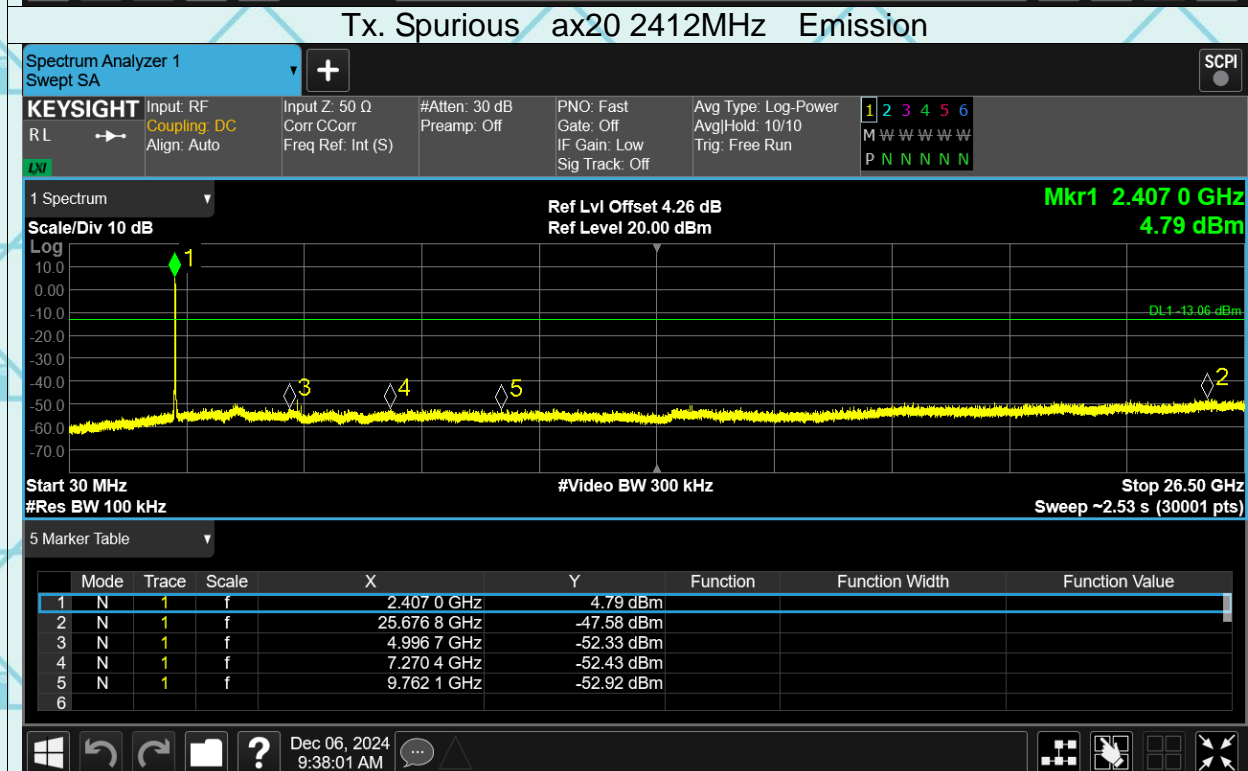 Tx. Spurious ax20 2412MHz Emission
Spectrum Analyzer 1
Swept SA
+
SCPI
KEYSIGHT Input: RF Input Z: 50 Ω #Atten: 30 dB PNO: Fast Avg Type: Log-Power 1 2 3 4 5 6
RL Coupling: DC Corr CCorr Preamp: Off Gate: Off Avg|Hold: 10/10 M W W W W W
Align: Auto Freq Ref: Int (S) IF Gain: Low Trig: Free Run P N N N N N
LXI Sig Track: Off
1 Spectrum Ref Lvl Offset 4.26 dB Mkr1 2.407 0 GHz
Scale/Div 10 dB Ref Level 20.00 dBm 4.79 dBm
Log
1
10.0
0.00
-10.0
DL1 -13.06 dBm
-20.0
-30.0
-40.0
3 4 5 2
-50.0
-60.0
-70.0
Start 30 MHz #Video BW 300 kHz Stop 26.50 GHz
#Res BW 100 kHz Sweep ~2.53 s (30001 pts)
5 Marker Table
Mode Trace Scale X Y Function Function Width Function Value
1 N 1 f 2.407 0 GHz 4.79 dBm
2 N 1 f 25.676 8 GHz -47.58 dBm
3 N 1 f 4.996 7 GHz -52.33 dBm
4 N 1 f 7.270 4 GHz -52.43 dBm
5 N 1 f 9.762 1 GHz -52.92 dBm
6
? Dec 06, 2024
9:38:01 AM